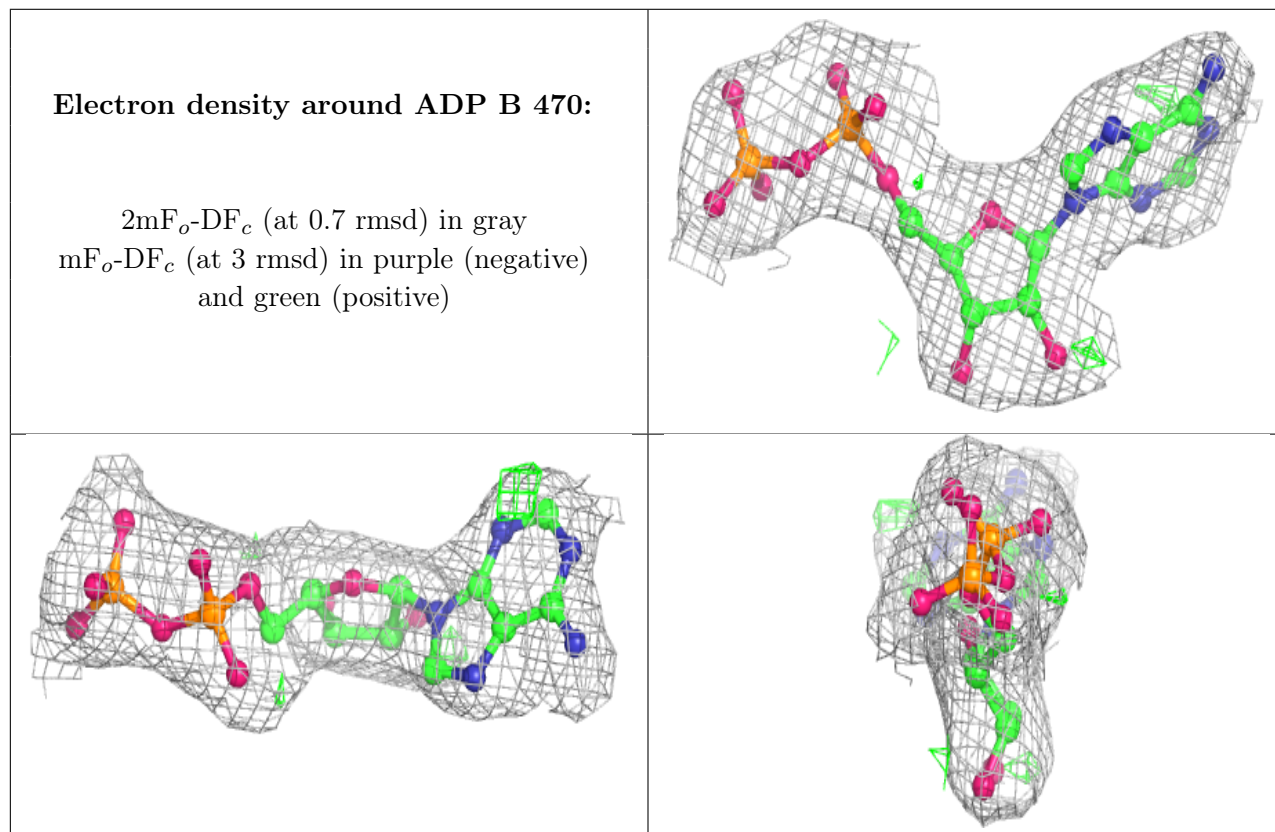 Electron density around ADP B 470:
2mFo-DFc (at 0.7 rmsd) in gray
mFo-DFc (at 3 rmsd) in purple (negative)
and green (positive)